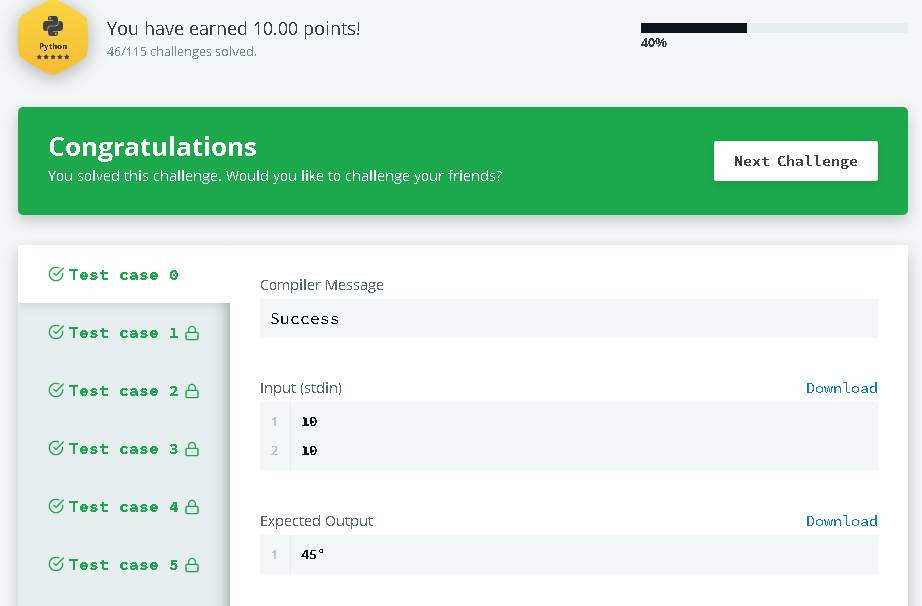 Python
★★★★★
You have earned 10.00 points!
46/115 challenges solved.
40%
Congratulations
You solved this challenge. Would you like to challenge your friends?
Next Challenge
Test case 0
Test case 1
Test case 2
Test case 3
Test case 4
Test case 5
Compiler Message
Success
Input (stdin)
Download
1 10
2 10
Expected Output
Download
1 45°